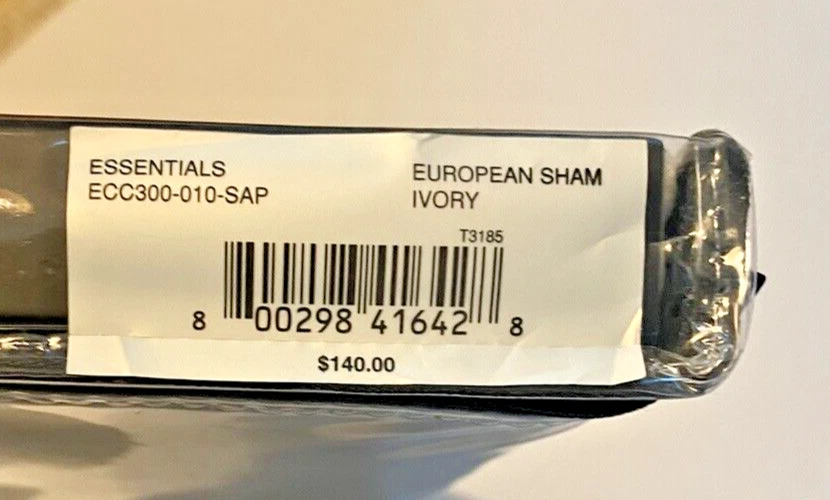 ESSENTIALS
ECC300-010-SAP
EUROPEAN SHAM
IVORY
T3185
8 00298 41642 8
$140.00